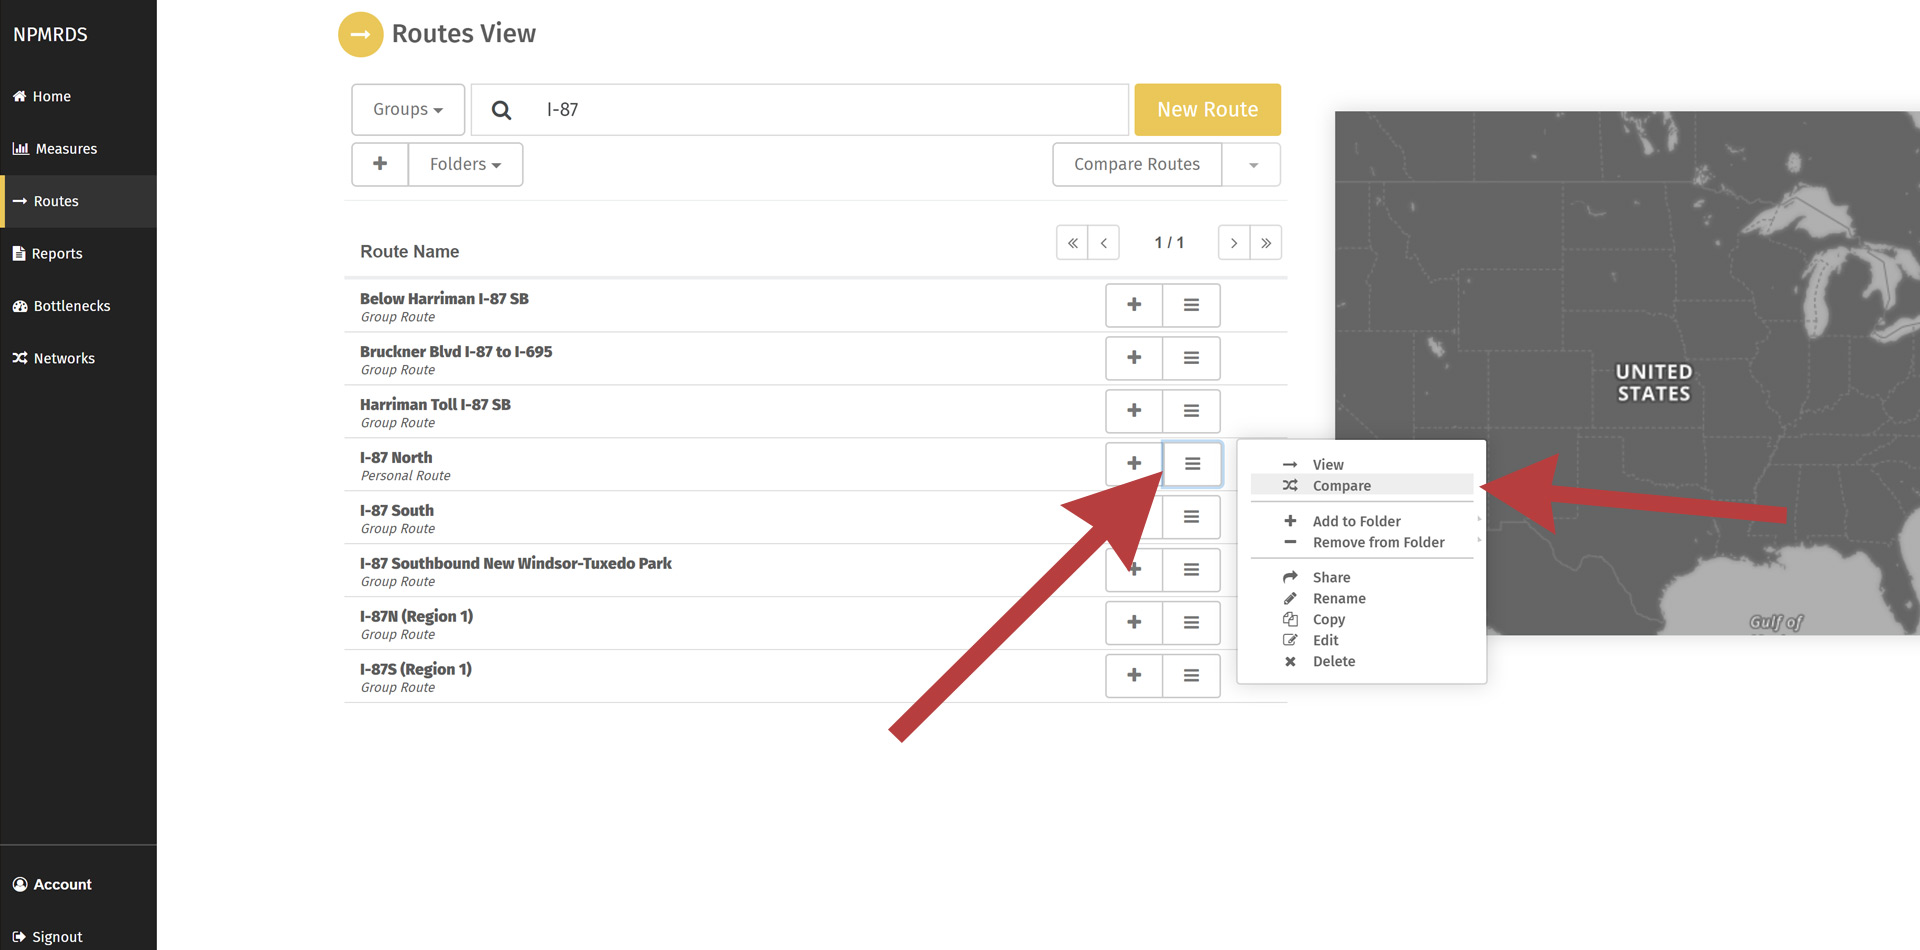 NPMRDS
Home
Measures
Routes
Reports
Bottlenecks
Networks
Account
Signout
Routes View
Groups
I-87
New Route
Folders
Compare Routes
Route Name
1 / 1
Below Harriman I-87 SB
Group Route
Bruckner Blvd I-87 to I-695
Group Route
Harriman Toll I-87 SB
Group Route
I-87 North
Personal Route
I-87 South
Group Route
I-87 Southbound New Windsor-Tuxedo Park
Group Route
I-87N (Region 1)
Group Route
I-87S (Region 1)
Group Route
View
Compare
Add to Folder
Remove from Folder
Share
Rename
Copy
Edit
Delete
UNITED
STATES
Gulf of